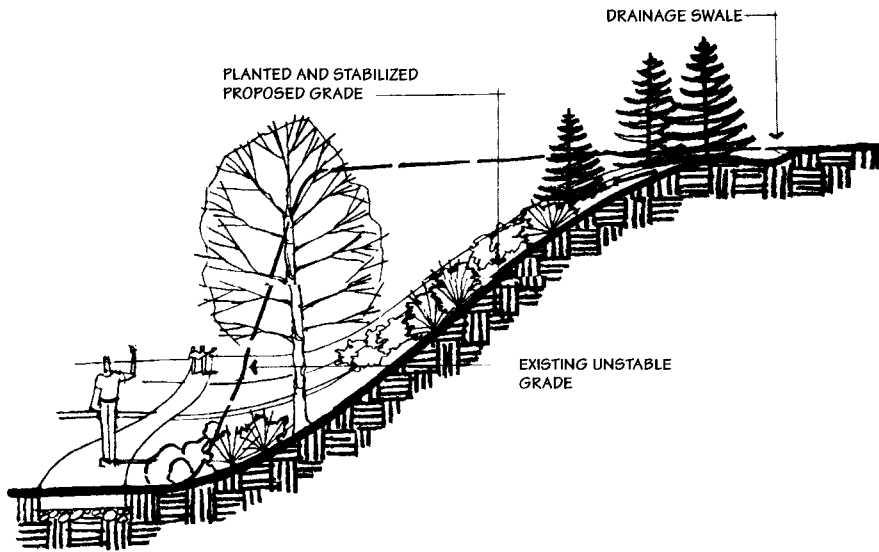 DRAINAGE SWALE
PLANTED AND STABILIZED
PROPOSED GRADE
EXISTING UNSTABLE
GRADE